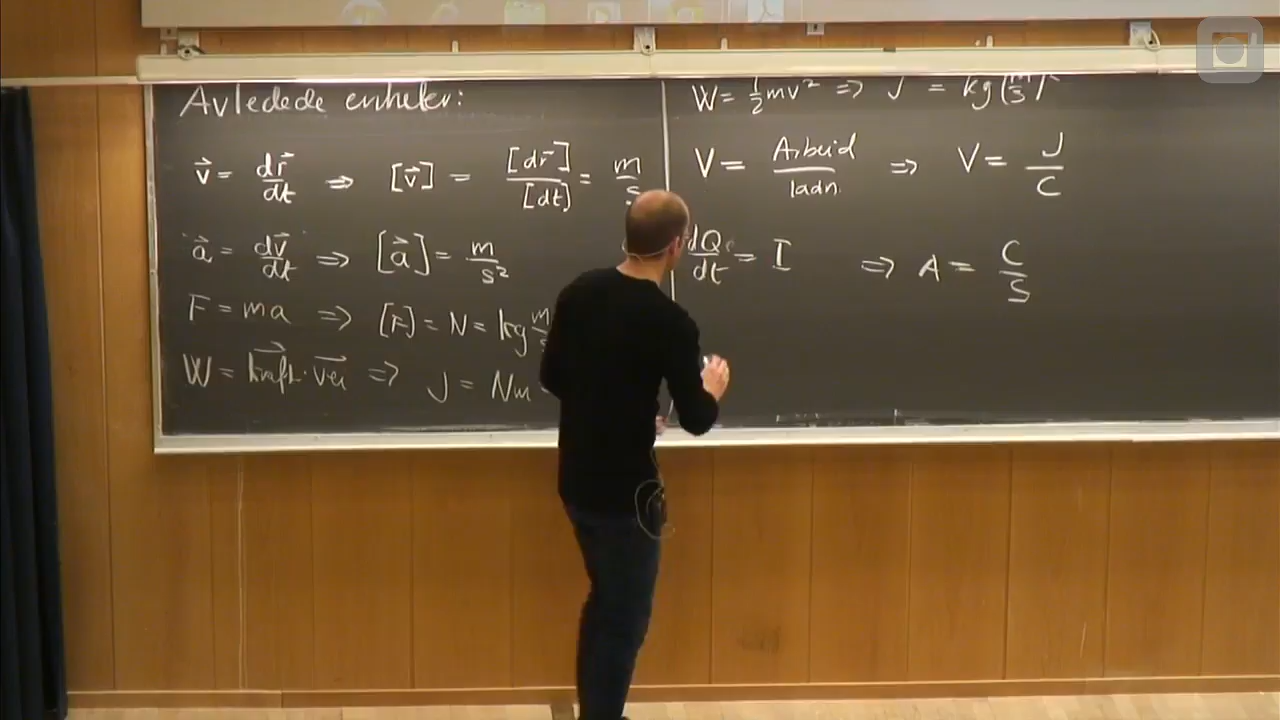 Avledede enheter:
v⃗ = dr⃗/dt ⇒ [v⃗] = [dr⃗]/[dt] = m/s
a⃗ = dv⃗/dt ⇒ [a⃗] = m/s²
F = ma ⇒ [F] = N = kg m/s
W = kraft · vei ⇒ J = Nm
W = ½mv² ⇒ J = kg(m/s)²
V = Arbeid/ladn. ⇒ V = J/C
dQ/dt = I ⇒ A = C/s